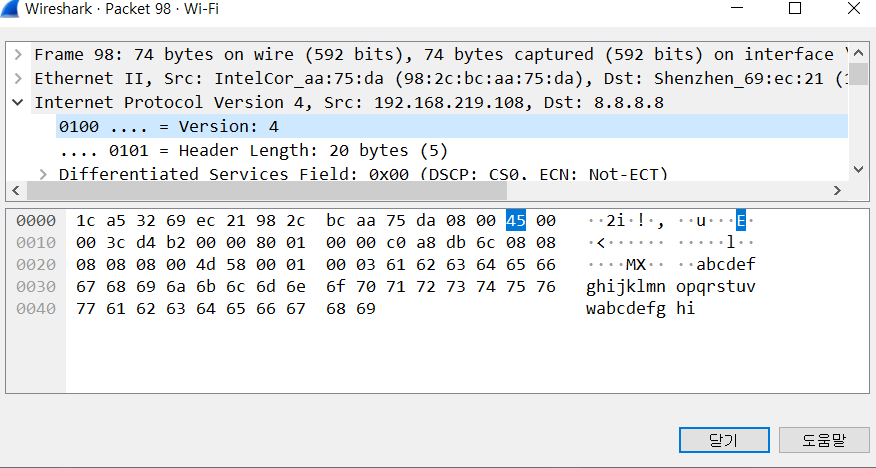 Wireshark · Packet 98 · Wi-Fi
Frame 98: 74 bytes on wire (592 bits), 74 bytes captured (592 bits) on interface \
Ethernet II, Src: IntelCor_aa:75:da (98:2c:bc:aa:75:da), Dst: Shenzhen_69:ec:21 (1
Internet Protocol Version 4, Src: 192.168.219.108, Dst: 8.8.8.8
0100 .... = Version: 4
.... 0101 = Header Length: 20 bytes (5)
Differentiated Services Field: 0x00 (DSCP: CS0, ECN: Not-ECT)
0000 1c a5 32 69 ec 21 98 2c bc aa 75 da 08 00 45 00 ··2i·!·, ··u···E·
0010 00 3c d4 b2 00 00 80 01 00 00 c0 a8 db 6c 08 08 ·<······ ·····l··
0020 08 08 08 00 4d 58 00 01 00 03 61 62 63 64 65 66 ····MX·· ··abcdef
0030 67 68 69 6a 6b 6c 6d 6e 6f 70 71 72 73 74 75 76 ghijklmn opqrstuv
0040 77 61 62 63 64 65 66 67 68 69 wabcdefg hi
닫기 도움말